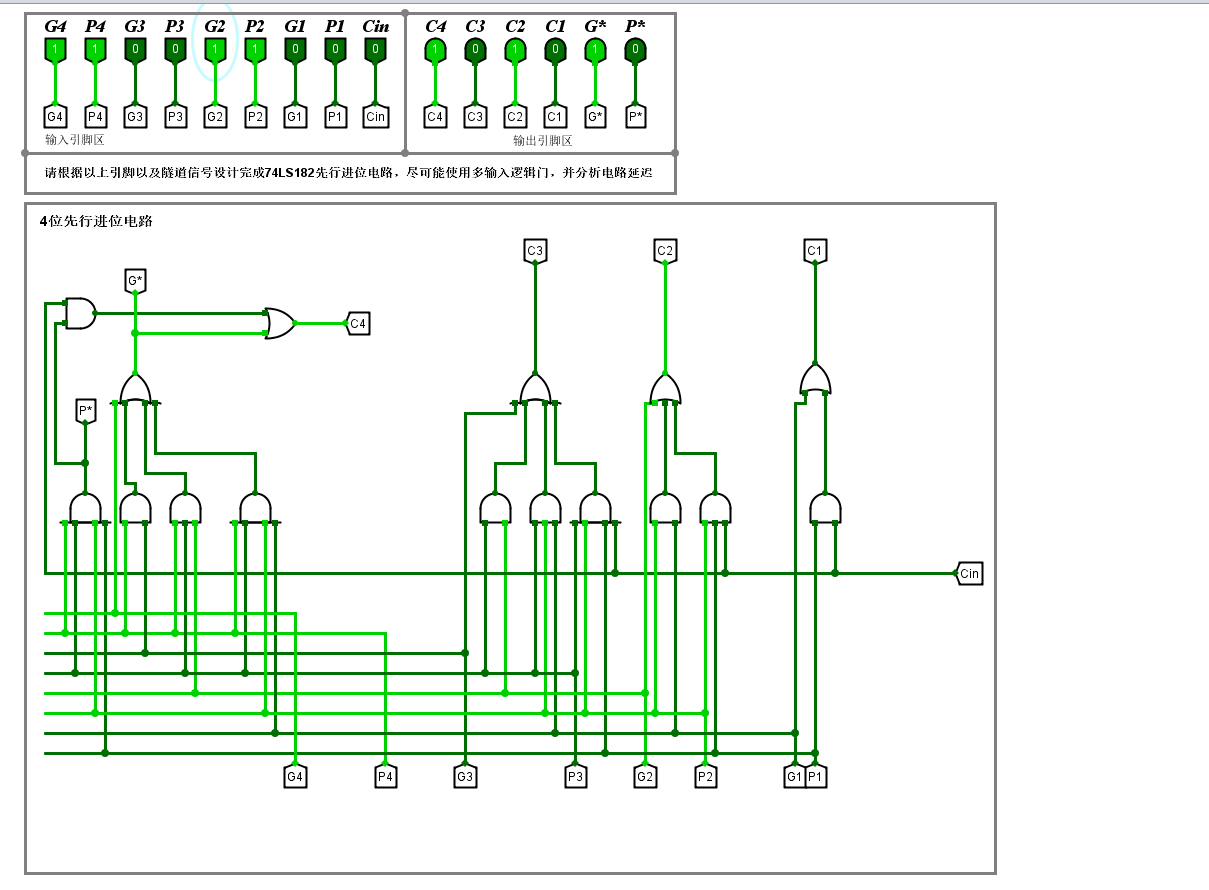 G4 P4 G3 P3 G2 P2 G1 P1 Cin C4 C3 C2 C1 G* P*
1 1 0 0 1 1 0 0 0 1 0 1 0 1 0
G4 P4 G3 P3 G2 P2 G1 P1 Cin C4 C3 C2 C1 G* P*
输入引脚区 输出引脚区
请根据以上引脚以及隧道信号设计完成74LS182先行进位电路，尽可能使用多输入逻辑门，并分析电路延迟
4位先行进位电路
C3 C2 C1
G*
C4
P*
Cin
G4 P4 G3 P3 G2 P2 G1 P1